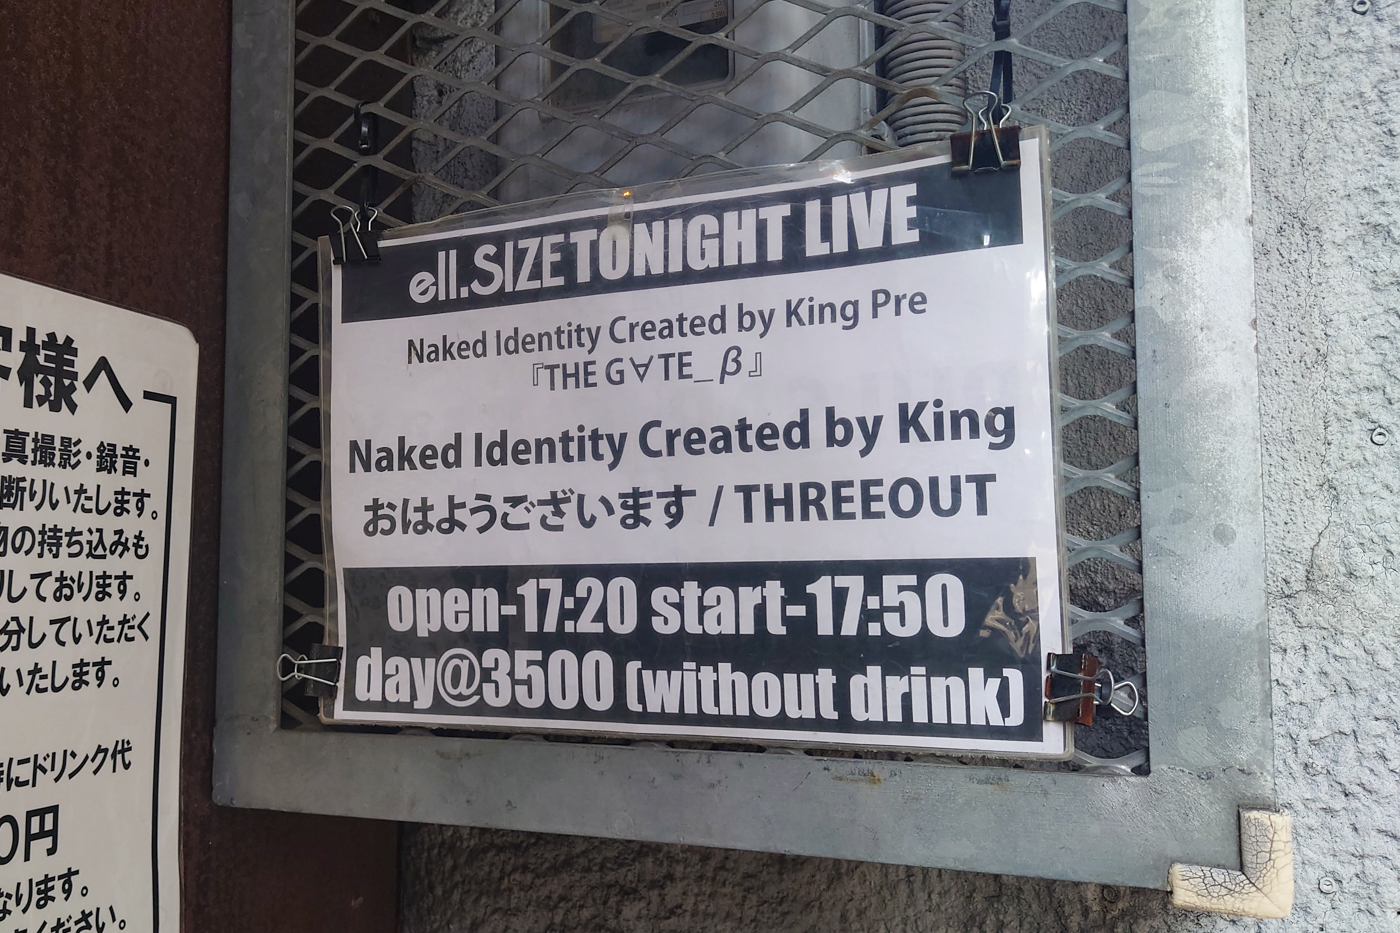 ell.SIZE TONIGHT LIVE
Naked Identity Created by King Pre
『THE G∀TE_β』
Naked Identity Created by King
おはようございます / THREEOUT
open-17:20 start-17:50
day@3500 (without drink)
様へ
真撮影・録音・
断りいたします。
物の持ち込みも
しております。
分していただく
いたします。
にドリンク代
0円
なります。
ください。